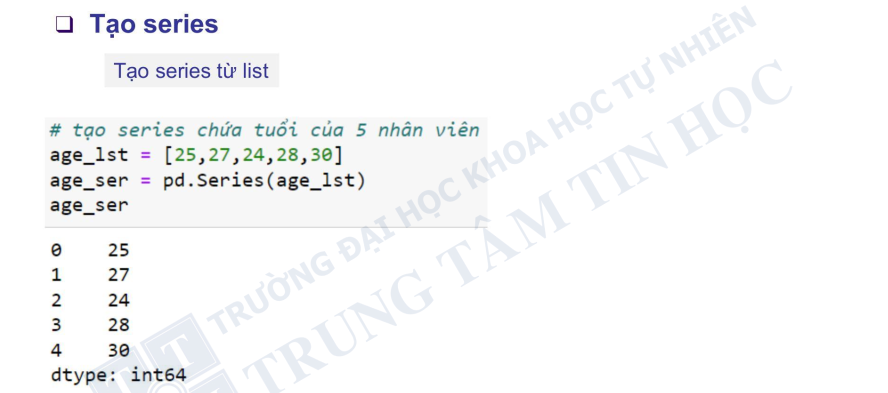 ❑ Tạo series
Tạo series từ list
# tạo series chứa tuổi của 5 nhân viên
age_lst = [25,27,24,28,30]
age_ser = pd.Series(age_lst)
age_ser
0 25
1 27
2 24
3 28
4 30
dtype: int64
TRƯỜNG ĐẠI HỌC KHOA HỌC TỰ NHIÊN
TRUNG TÂM TIN HỌC